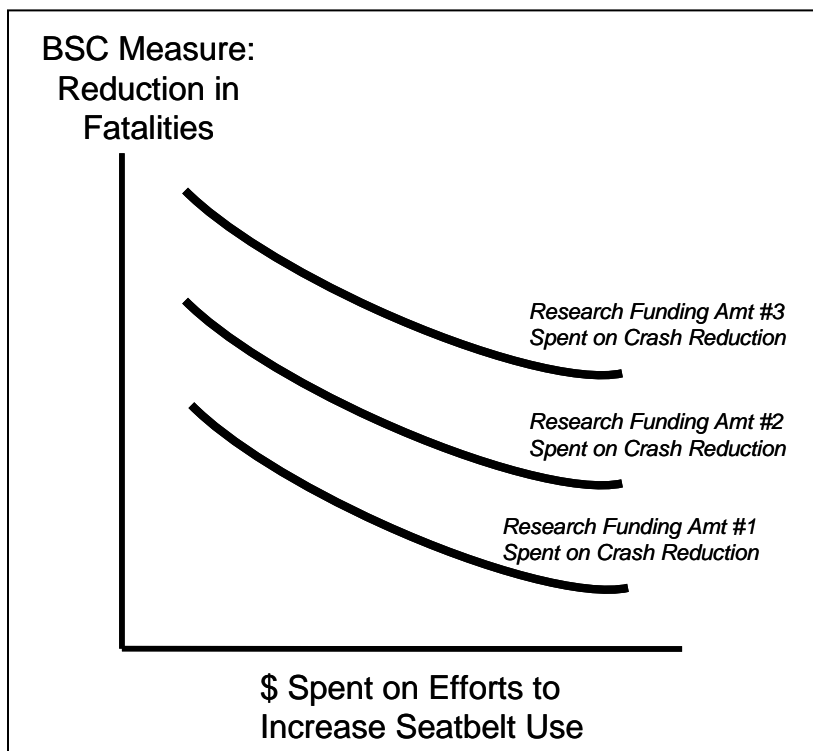 BSC Measure:
Reduction in
Fatalities
Research Funding Amt #3
Spent on Crash Reduction
Research Funding Amt #2
Spent on Crash Reduction
Research Funding Amt #1
Spent on Crash Reduction
$ Spent on Efforts to
Increase Seatbelt Use